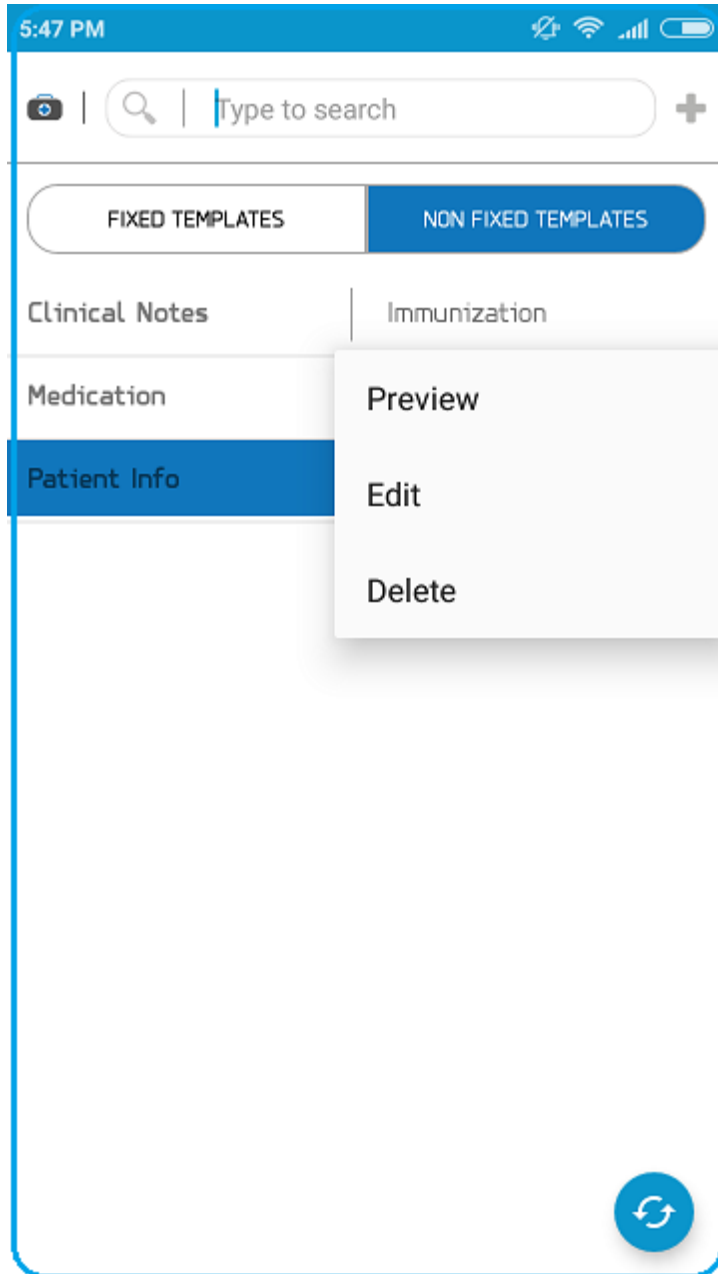 5:47 PM
Type to search
FIXED TEMPLATES NON FIXED TEMPLATES
Clinical Notes Immunization
Medication Preview
Patient Info Edit
Delete